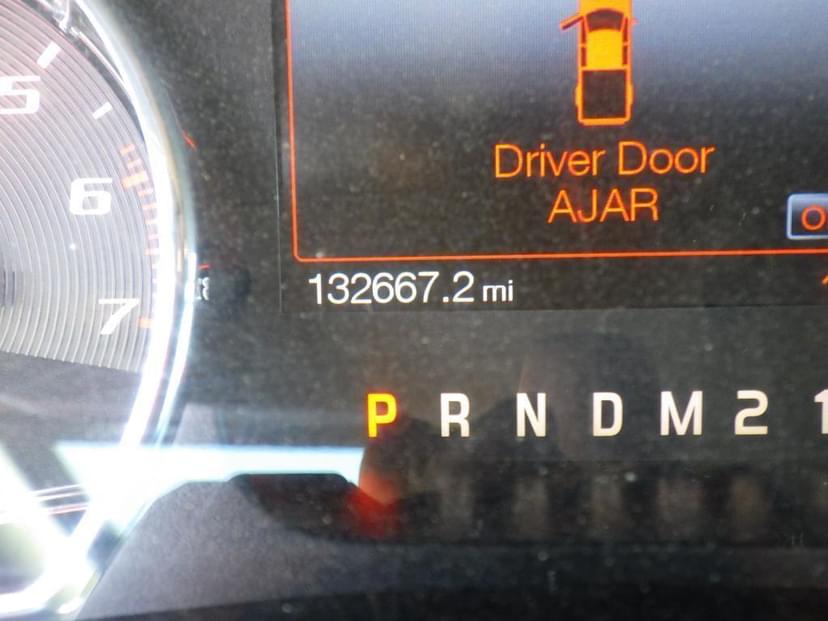 5
6
7
Driver Door
AJAR
132667.2 mi
P R N D M 2 1